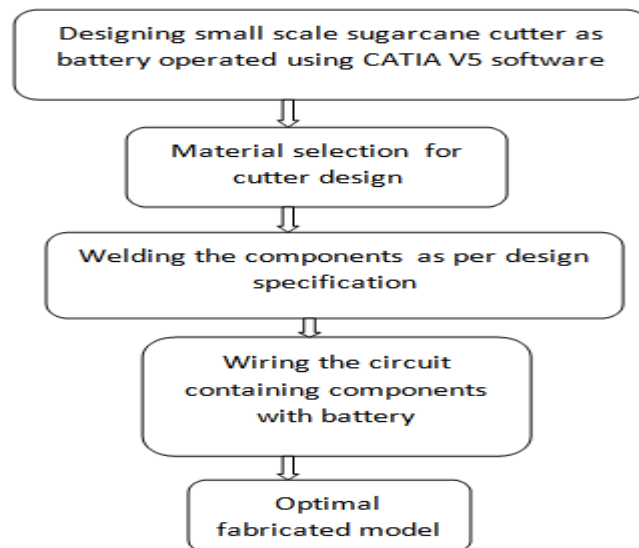 Designing small scale sugarcane cutter as
battery operated using CATIA V5 software
Material selection for
cutter design
Welding the components as per design
specification
Wiring the circuit
containing components
with battery
Optimal
fabricated model